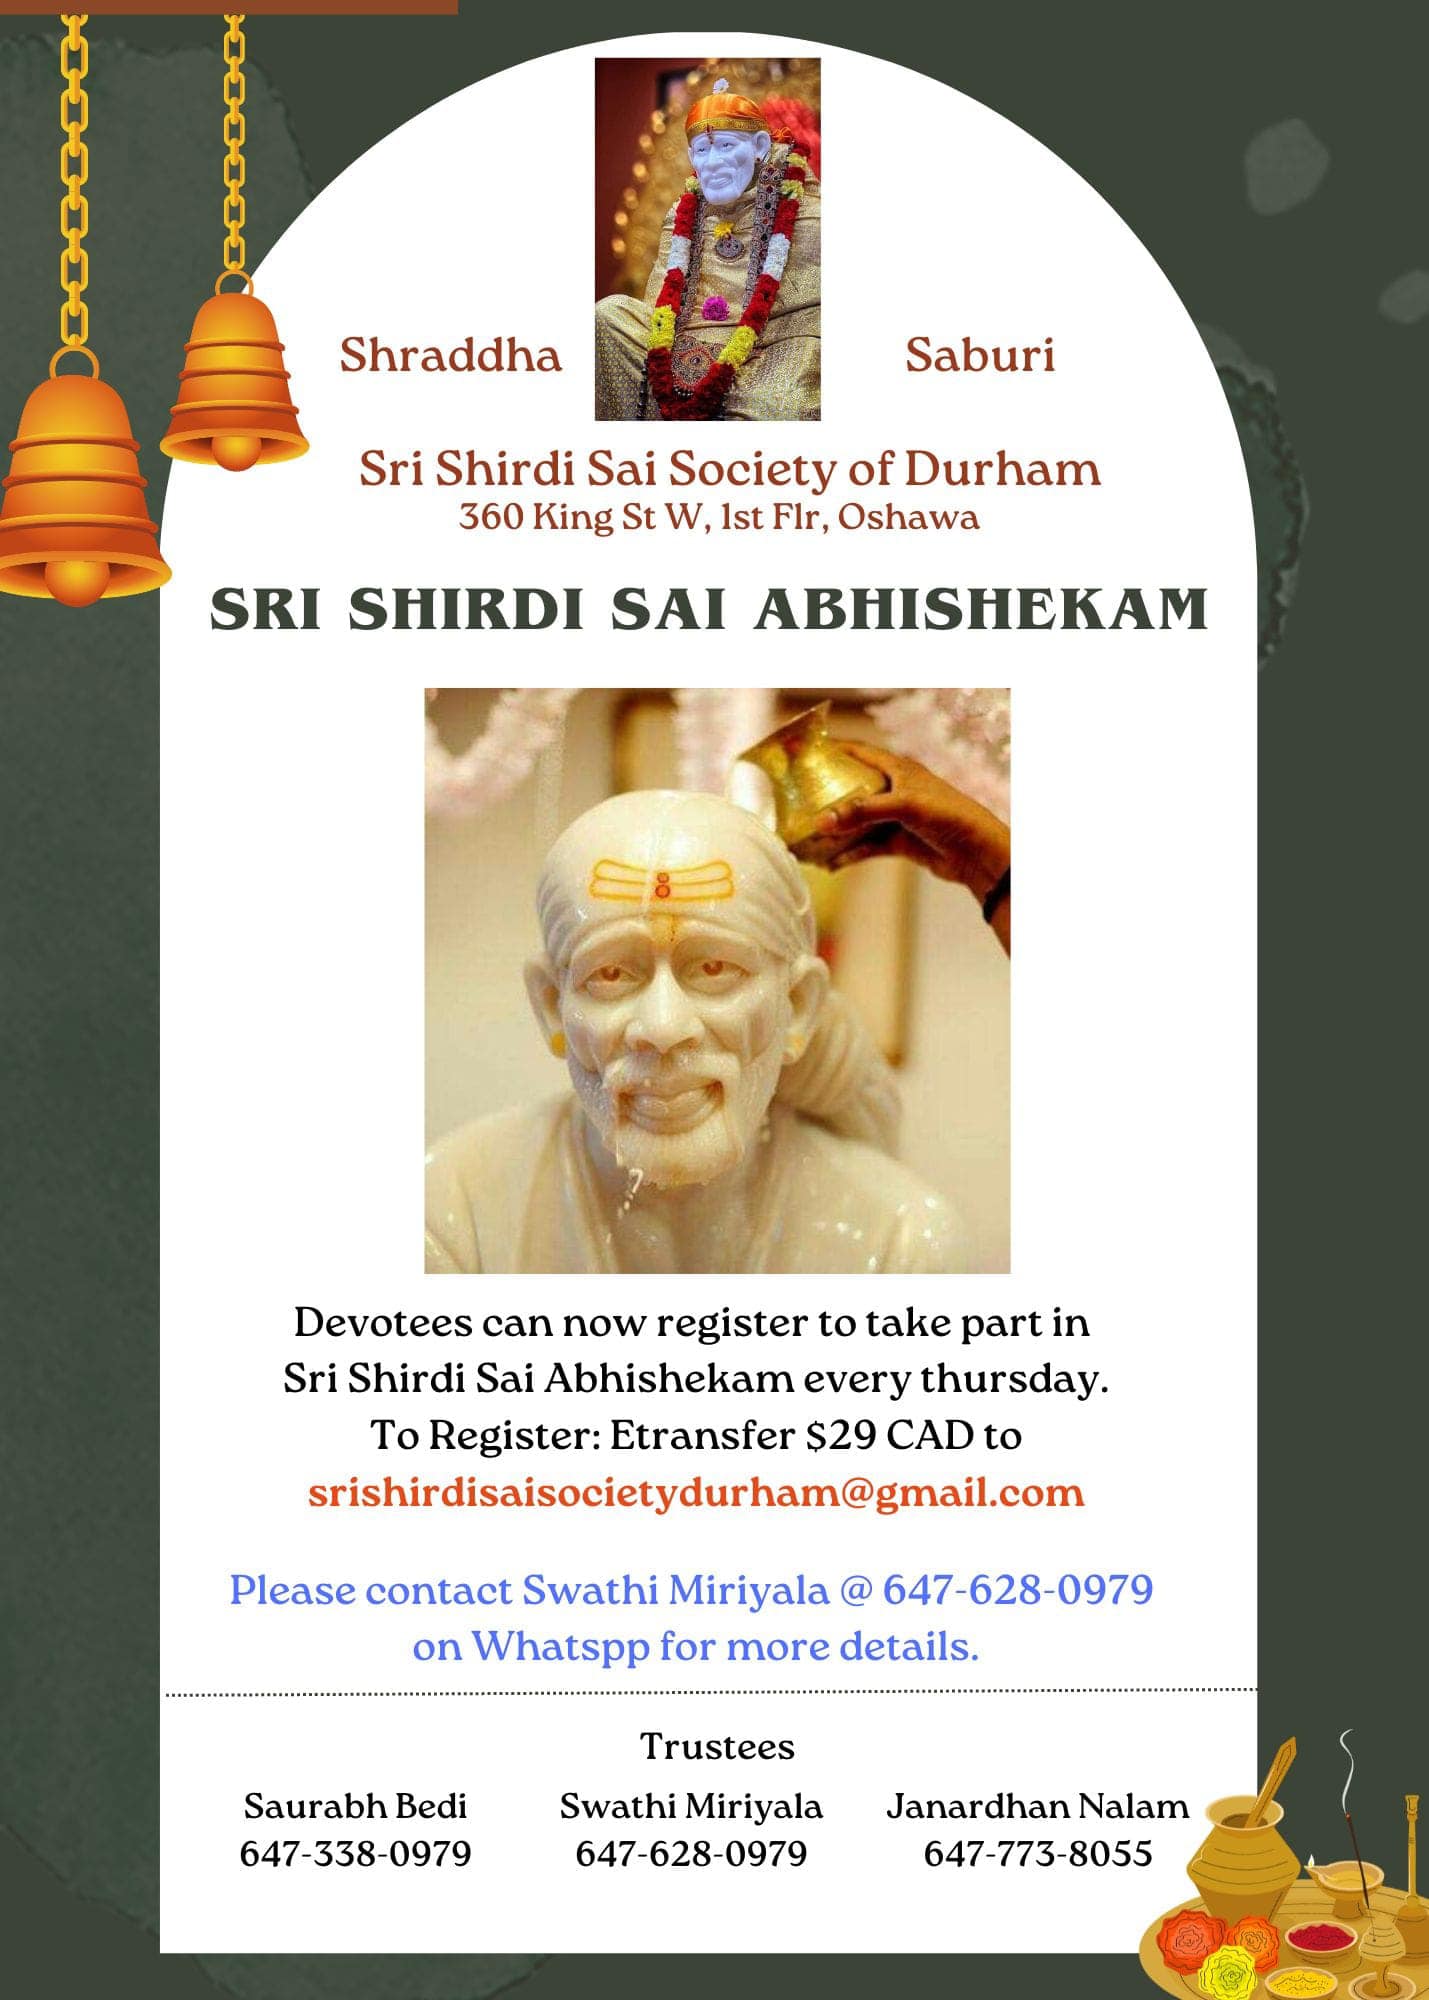 Shraddha Saburi
Sri Shirdi Sai Society of Durham
360 King St W, 1st Flr, Oshawa
SRI SHIRDI SAI ABHISHEKAM
Devotees can now register to take part in
Sri Shirdi Sai Abhishekam every thursday.
To Register: Etransfer $29 CAD to
srishirdisaisocietydurham@gmail.com
Please contact Swathi Miriyala @ 647-628-0979
on Whatspp for more details.
Trustees
Saurabh Bedi Swathi Miriyala Janardhan Nalam
647-338-0979 647-628-0979 647-773-8055